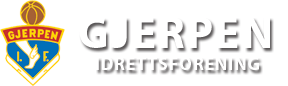 GJERPEN
I. F.
GJERPEN
IDRETTSFORENING